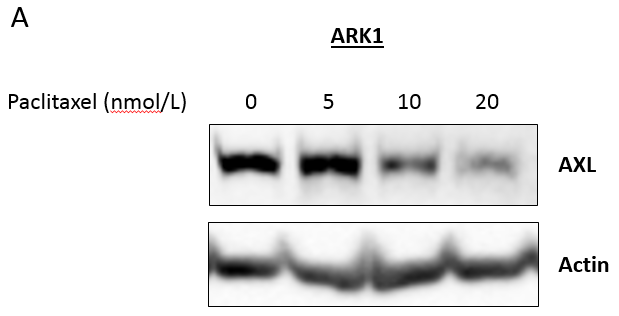 A
ARK1
Paclitaxel (nmol/L) 0 5 10 20
AXL
Actin